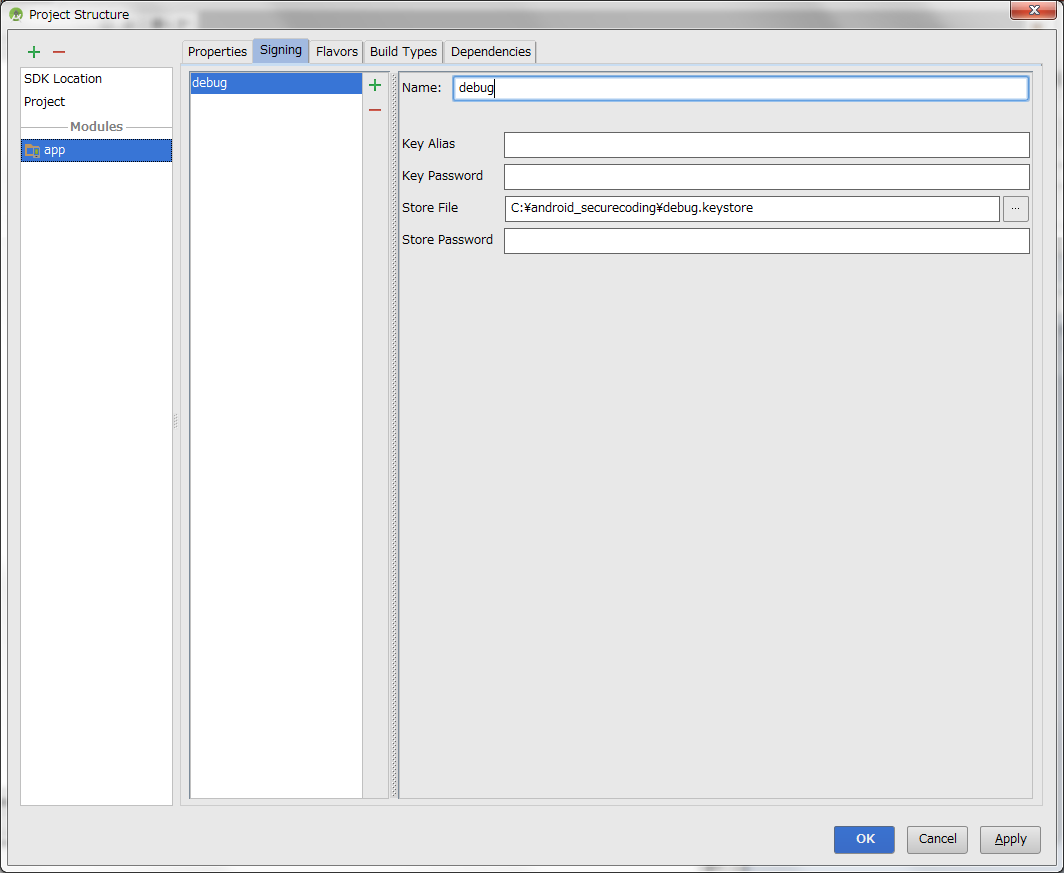 Project Structure
SDK Location
Project
Modules
app
Properties Signing Flavors Build Types Dependencies
debug
Name: debug
Key Alias
Key Password
Store File C:¥android_securecoding¥debug.keystore ...
Store Password
OK Cancel Apply